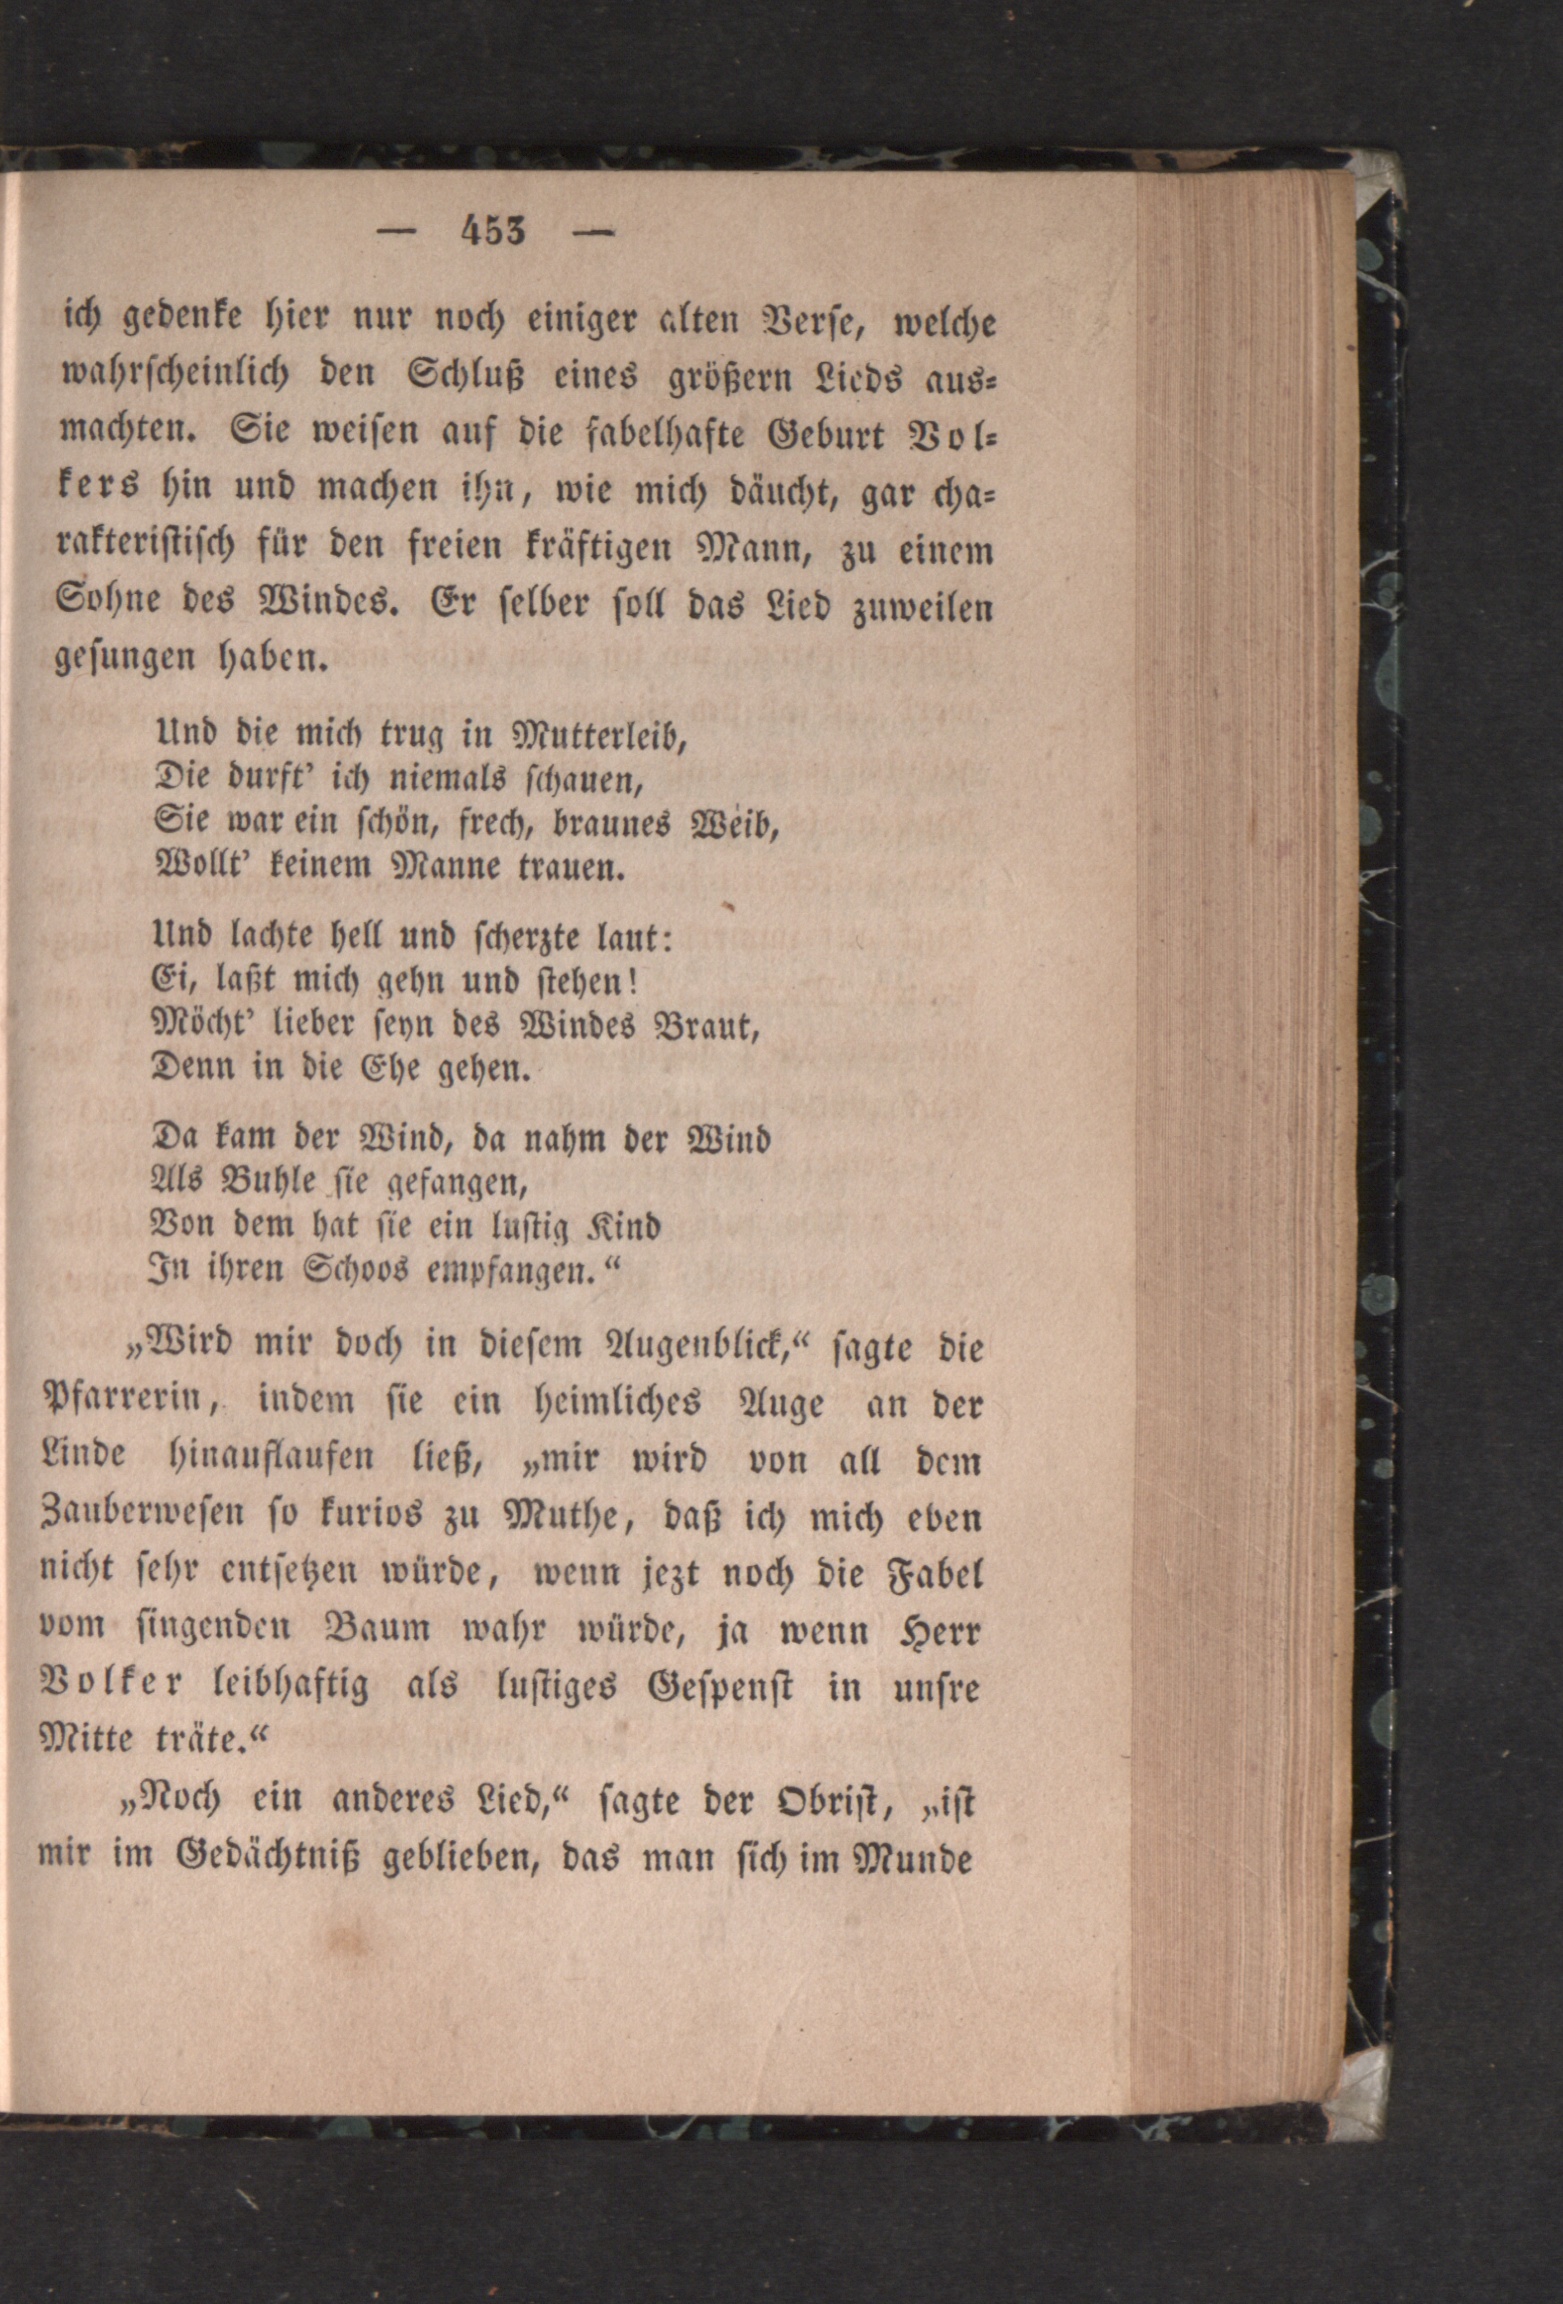 — 453 —
ich gedenke hier nur noch einiger alten Verse, welche
wahrscheinlich den Schluß eines größern Lieds aus⸗
machten. Sie weisen auf die fabelhafte Geburt Vol⸗
kers hin und machen ihn, wie mich däucht, gar cha⸗
rakteristisch für den freien kräftigen Mann, zu einem
Sohne des Windes. Er selber soll das Lied zuweilen
gesungen haben.
Und die mich trug in Mutterleib,
Die durft’ ich niemals schauen,
Sie war ein schön, frech, braunes Weib,
Wollt’ keinem Manne trauen.
Und lachte hell und scherzte laut:
Ei, laßt mich gehn und stehen!
Möcht’ lieber seyn des Windes Braut,
Denn in die Ehe gehen.
Da kam der Wind, da nahm der Wind
Als Buhle sie gefangen,
Von dem hat sie ein lustig Kind
In ihren Schoos empfangen.“
„Wird mir doch in diesem Augenblick,“ sagte die
Pfarrerin, indem sie ein heimliches Auge an der
Linde hinauflaufen ließ, „mir wird von all dem
Zauberwesen so kurios zu Muthe, daß ich mich eben
nicht sehr entsetzen würde, wenn jezt noch die Fabel
vom singenden Baum wahr würde, ja wenn Herr
Volker leibhaftig als lustiges Gespenst in unsre
Mitte träte.“
„Noch ein anderes Lied,“ sagte der Obrist, „ist
mir im Gedächtniß geblieben, das man sich im Munde